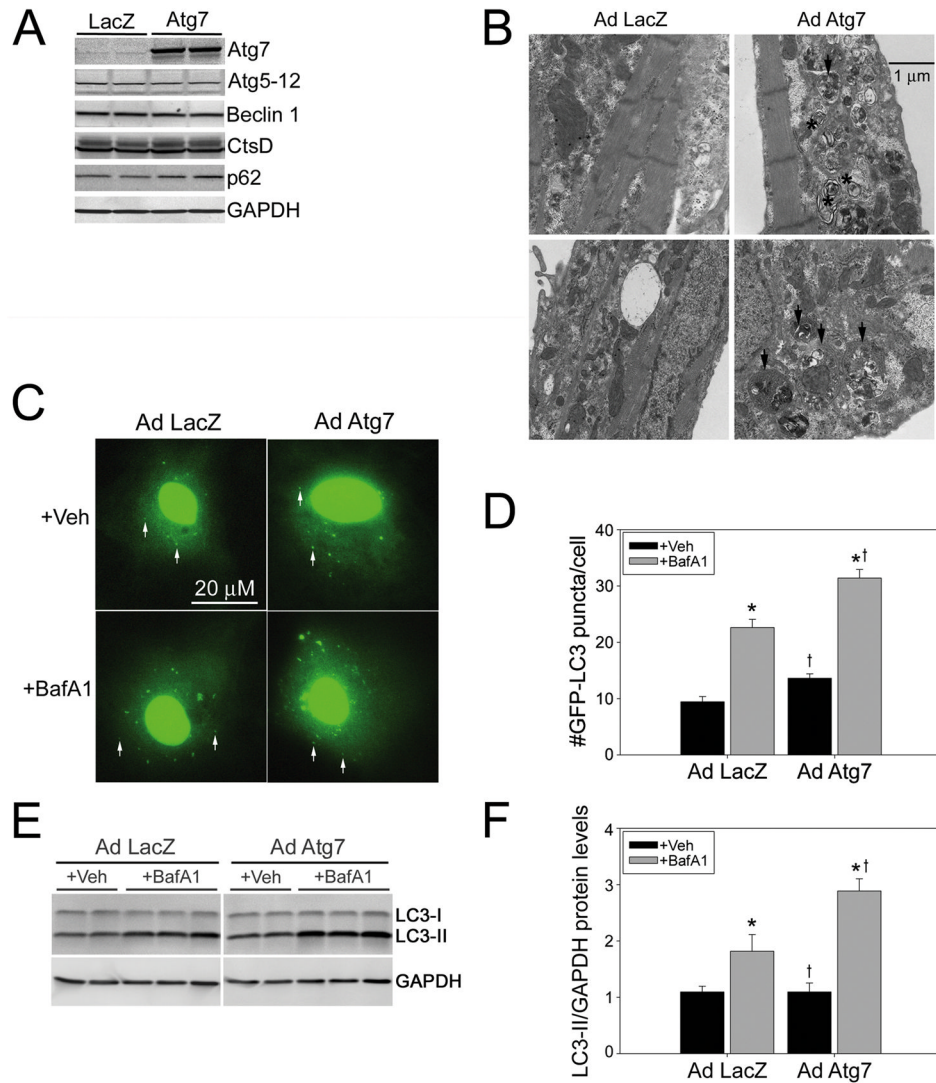 A
LacZ Atg7
Atg7
Atg5-12
Beclin 1
CtsD
p62
GAPDH
B
Ad LacZ Ad Atg7
1 μm
*
*
*
C
Ad LacZ Ad Atg7
+Veh
20 μM
+BafA1
D
#GFP-LC3 puncta/cell
40
30
20
10
0
+Veh
+BafA1
*
†
*†
Ad LacZ Ad Atg7
E
Ad LacZ Ad Atg7
+Veh +BafA1 +Veh +BafA1
LC3-I
LC3-II
GAPDH
F
LC3-II/GAPDH protein levels
4
3
2
1
0
+Veh
+BafA1
*
†
*†
Ad LacZ Ad Atg7